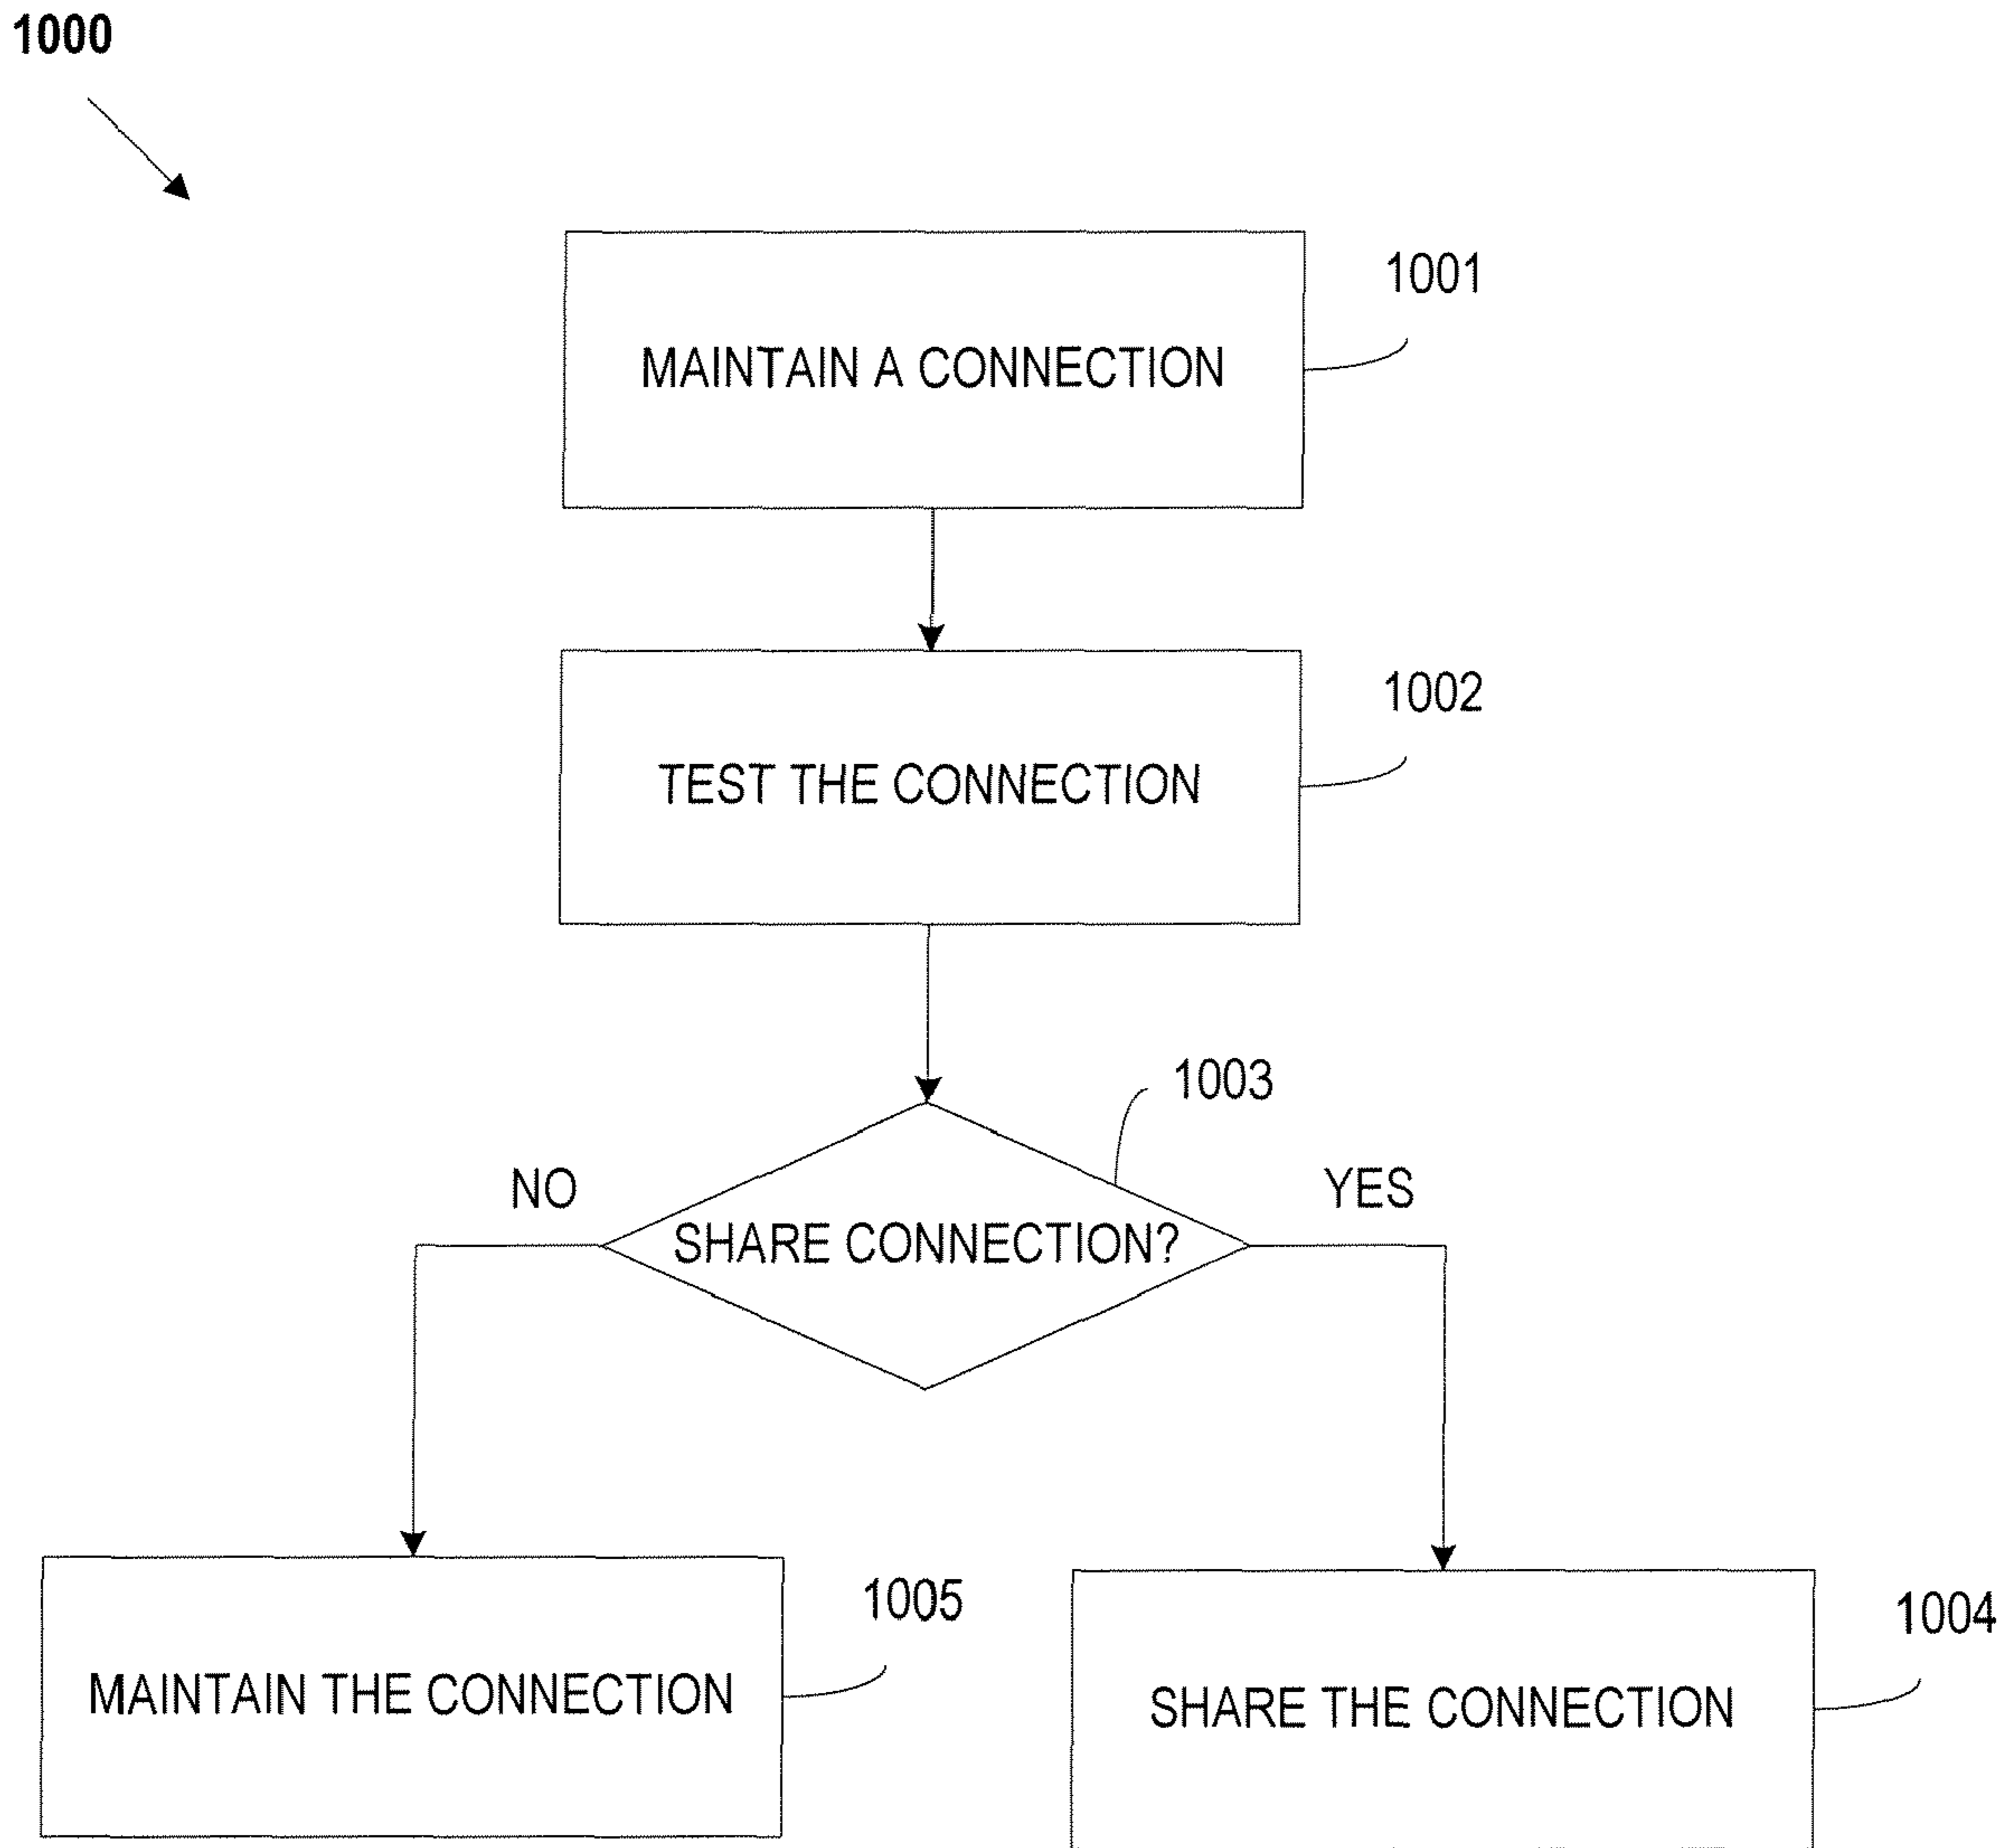 1000
MAINTAIN A CONNECTION
1001
TEST THE CONNECTION
1002
1003
NO
YES
SHARE CONNECTION?
MAINTAIN THE CONNECTION
1005
SHARE THE CONNECTION
1004